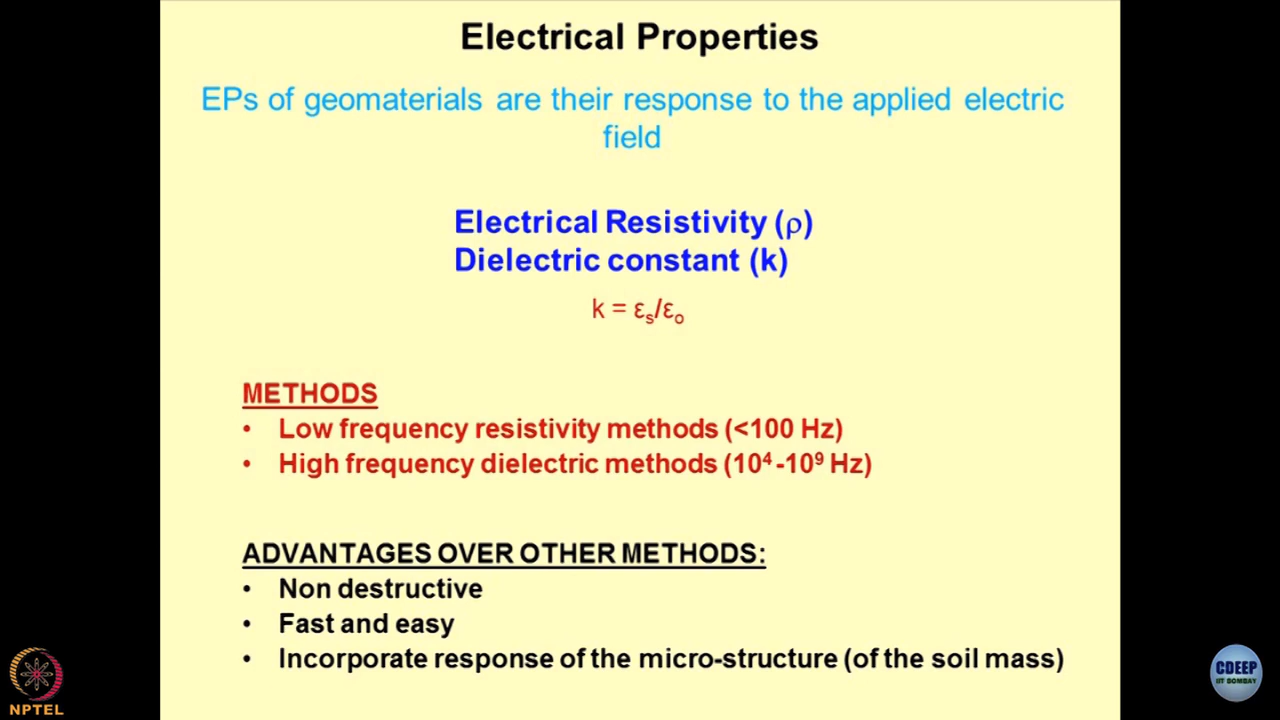 Electrical Properties
EPs of geomaterials are their response to the applied electric
field
Electrical Resistivity (ρ)
Dielectric constant (k)
k = εs/εo
METHODS
• Low frequency resistivity methods (<100 Hz)
• High frequency dielectric methods (10⁴-10⁹ Hz)
ADVANTAGES OVER OTHER METHODS:
• Non destructive
• Fast and easy
• Incorporate response of the micro-structure (of the soil mass)
NPTEL
CDEEP
IIT BOMBAY